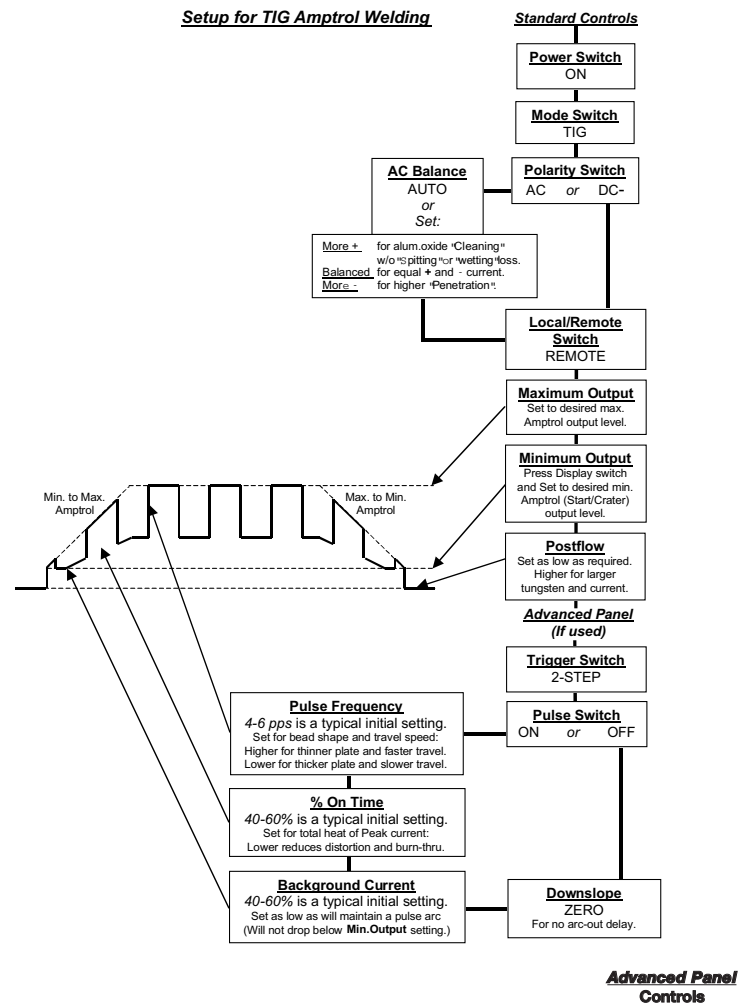 Setup for TIG Amptrol Welding
Standard Controls
Power Switch
ON
Mode Switch
TIG
Polarity Switch
AC or DC-
AC Balance
AUTO
or
Set:
More + for alum.oxide "Cleaning"
w/o "Spitting" or "wetting" loss.
Balanced for equal + and - current.
More - for higher "Penetration".
Local/Remote
Switch
REMOTE
Maximum Output
Set to desired max.
Amptrol output level.
Minimum Output
Press Display switch
and Set to desired min.
Amptrol (Start/Crater)
output level.
Min. to Max.
Amptrol
Max. to Min.
Amptrol
Postflow
Set as low as required.
Higher for larger
tungsten and current.
Advanced Panel
(If used)
Trigger Switch
2-STEP
Pulse Switch
ON or OFF
Pulse Frequency
4-6 pps is a typical initial setting.
Set for bead shape and travel speed:
Higher for thinner plate and faster travel.
Lower for thicker plate and slower travel.
% On Time
40-60% is a typical initial setting.
Set for total heat of Peak current:
Lower reduces distortion and burn-thru.
Background Current
40-60% is a typical initial setting.
Set as low as will maintain a pulse arc
(Will not drop below Min.Output setting.)
Downslope
ZERO
For no arc-out delay.
Advanced Panel
Controls